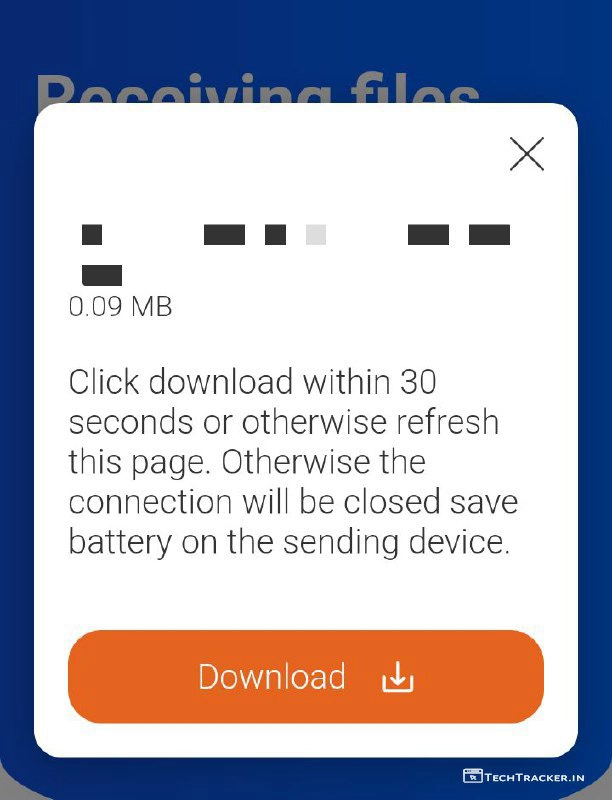 Receiving files
0.09 MB
Click download within 30
seconds or otherwise refresh
this page. Otherwise the
connection will be closed save
battery on the sending device.
Download
TechTracker.in